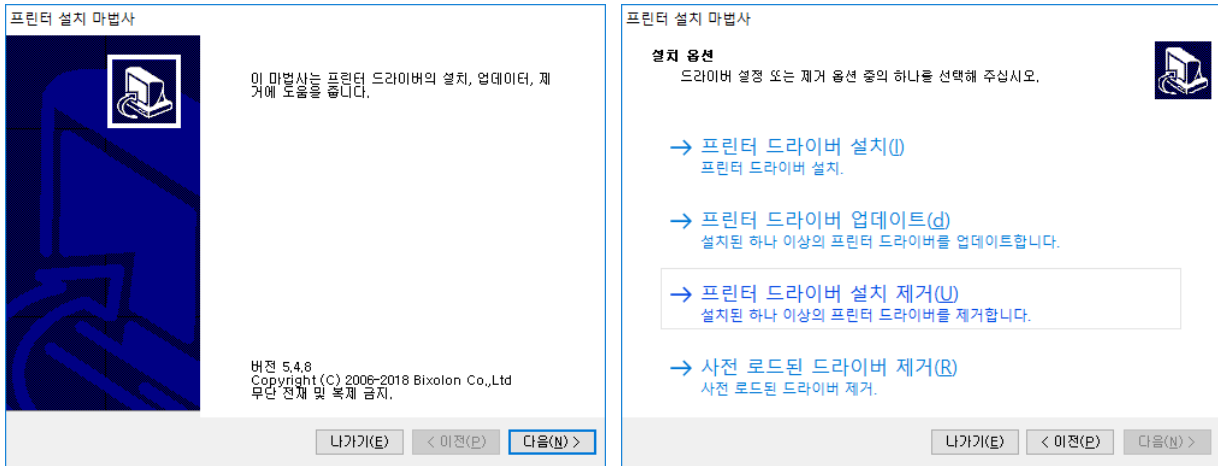 프린터 설치 마법사
이 마법사는 프린터 드라이버의 설치, 업데이터, 제
거에 도움을 줍니다.
버전 5.4.8
Copyright (C) 2006-2018 Bixolon Co.,Ltd
무단 전재 및 복제 금지.
나가기(E)
< 이전(P)
다음(N) >
프린터 설치 마법사
설치 옵션
드라이버 설정 또는 제거 옵션 중의 하나를 선택해 주십시오.
→ 프린터 드라이버 설치(I)
프린터 드라이버 설치.
→ 프린터 드라이버 업데이트(d)
설치된 하나 이상의 프린터 드라이버를 업데이트합니다.
→ 프린터 드라이버 설치 제거(U)
설치된 하나 이상의 프린터 드라이버를 제거합니다.
→ 사전 로드된 드라이버 제거(R)
사전 로드된 드라이버 제거.
나가기(E)
< 이전(P)
다음(N) >